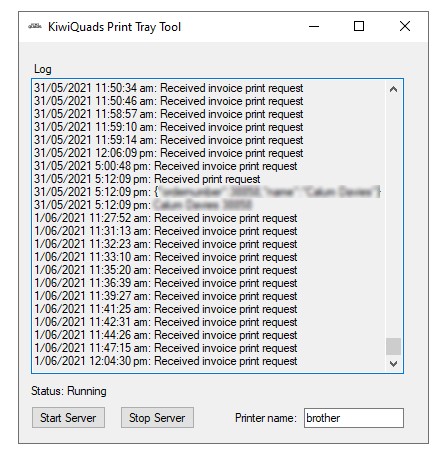 KiwiQuads Print Tray Tool
Log
31/05/2021 11:50:34 am: Received invoice print request
31/05/2021 11:50:46 am: Received invoice print request
31/05/2021 11:58:57 am: Received invoice print request
31/05/2021 11:59:10 am: Received invoice print request
31/05/2021 11:59:14 am: Received invoice print request
31/05/2021 12:06:09 pm: Received invoice print request
31/05/2021 5:00:48 pm: Received invoice print request
31/05/2021 5:12:09 pm: Received print request
31/05/2021 5:12:09 pm: {
31/05/2021 5:12:09 pm:
1/06/2021 11:27:52 am: Received invoice print request
1/06/2021 11:31:13 am: Received invoice print request
1/06/2021 11:32:23 am: Received invoice print request
1/06/2021 11:33:10 am: Received invoice print request
1/06/2021 11:35:20 am: Received invoice print request
1/06/2021 11:36:39 am: Received invoice print request
1/06/2021 11:39:27 am: Received invoice print request
1/06/2021 11:41:25 am: Received invoice print request
1/06/2021 11:42:31 am: Received invoice print request
1/06/2021 11:44:26 am: Received invoice print request
1/06/2021 11:47:15 am: Received invoice print request
1/06/2021 12:04:30 pm: Received invoice print request
Status: Running
Start Server Stop Server Printer name: brother